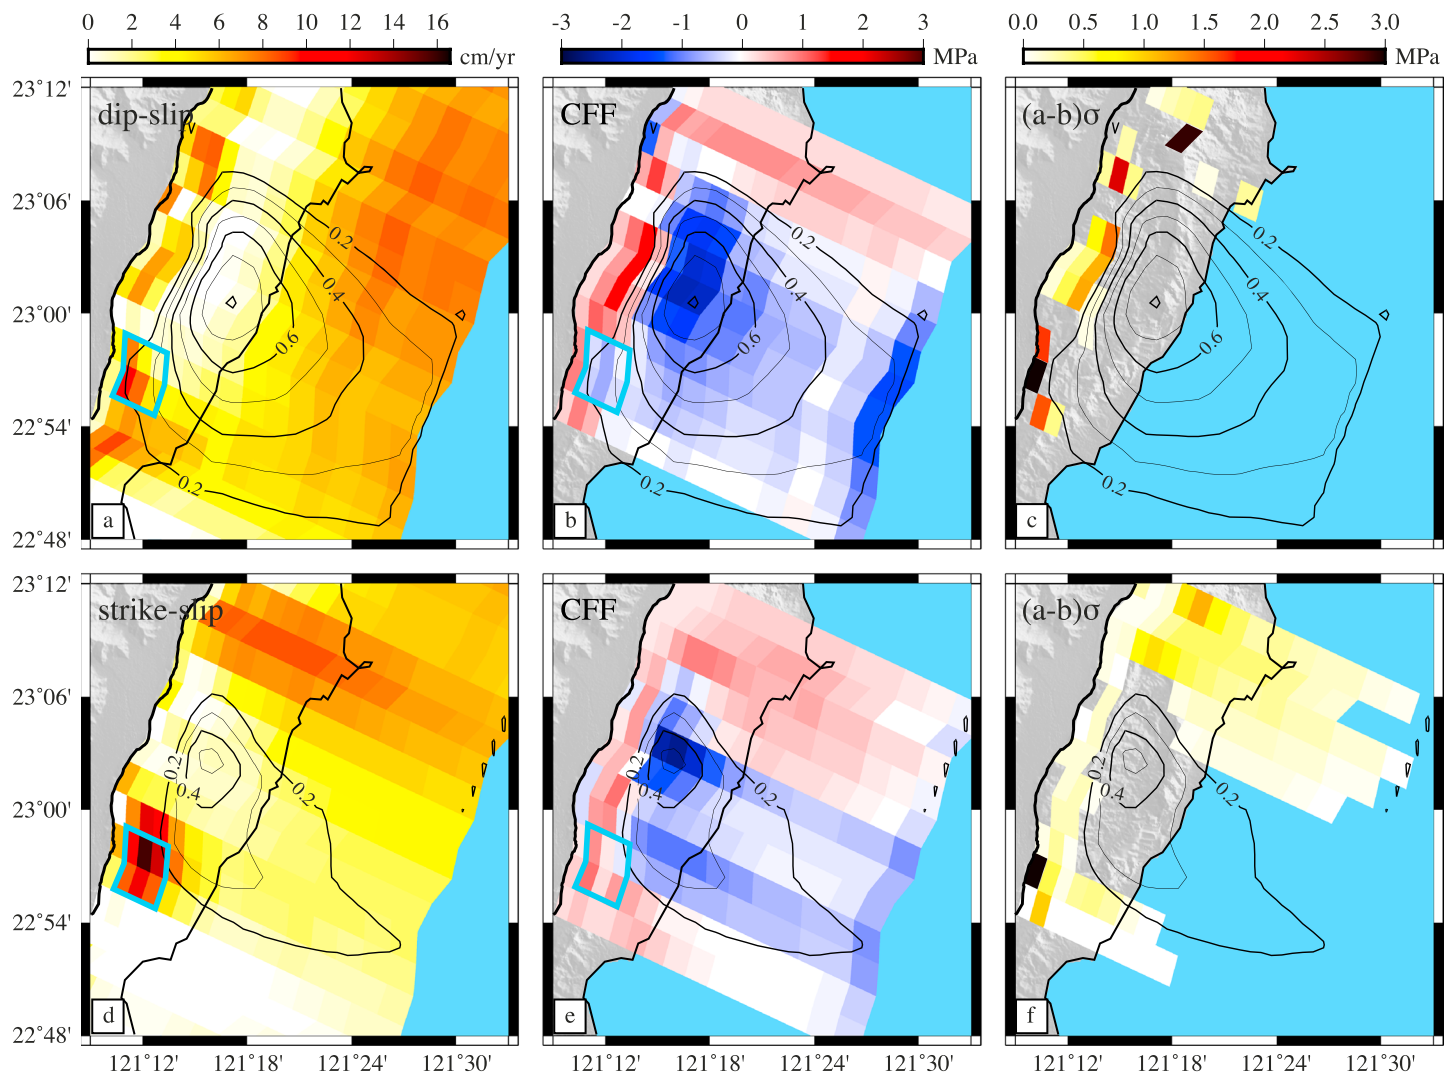 0 2 4 6 8 10 12 14 16
cm/yr
-3 -2 -1 0 1 2 3
MPa
0.0 0.5 1.0 1.5 2.0 2.5 3.0
MPa
23°12'
23°06'
23°00'
22°54'
22°48'
dip-slip
0.2
0.4
0.6
0.2
a
CFF
0.2
0.4
0.6
0.2
b
(a-b)σ
0.2
0.4
0.6
0.2
c
23°12'
23°06'
23°00'
22°54'
22°48'
strike-slip
0.2
0.4
0.2
d
CFF
0.2
0.4
0.2
e
(a-b)σ
0.2
0.4
0.2
f
121°12' 121°18' 121°24' 121°30'
121°12' 121°18' 121°24' 121°30'
121°12' 121°18' 121°24' 121°30'